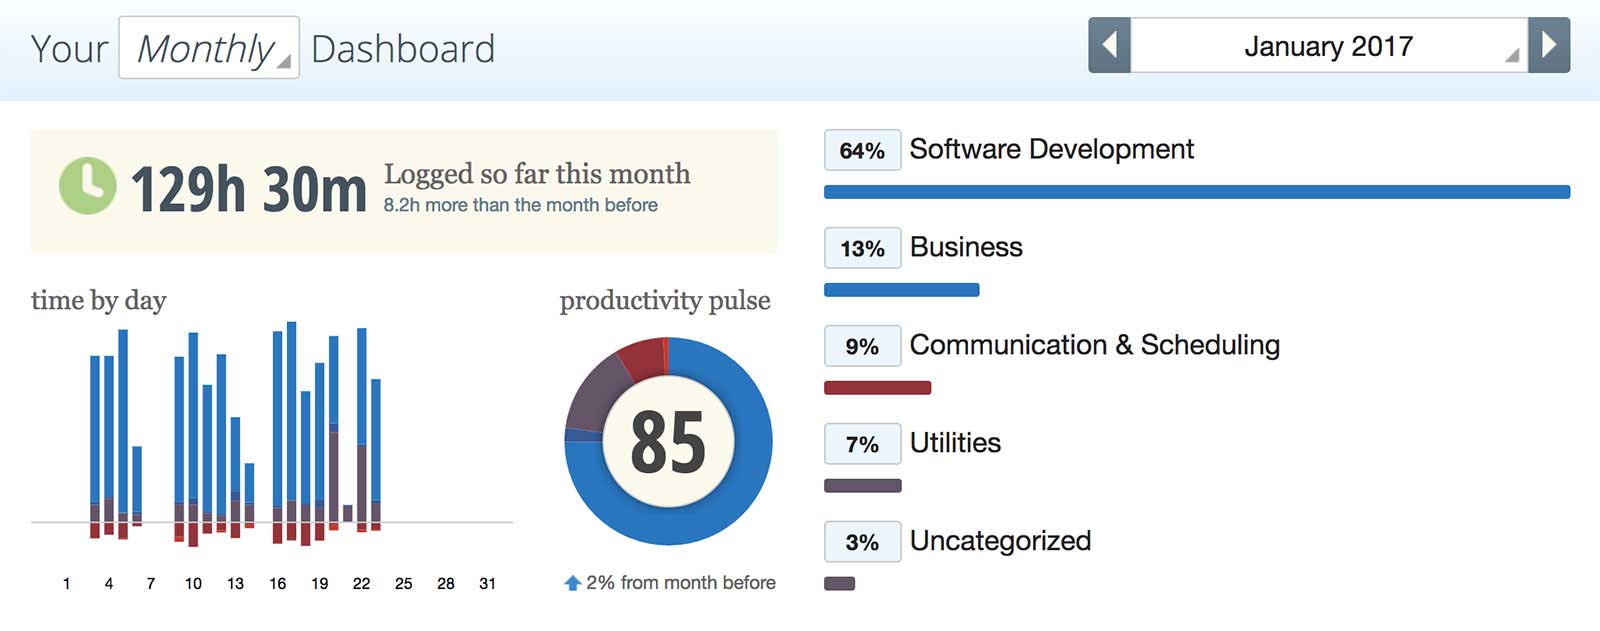 Your Monthly Dashboard
January 2017
129h 30m
Logged so far this month
8.2h more than the month before
time by day
1 4 7 10 13 16 19 22 25 28 31
productivity pulse
85
2% from month before
64% Software Development
13% Business
9% Communication & Scheduling
7% Utilities
3% Uncategorized